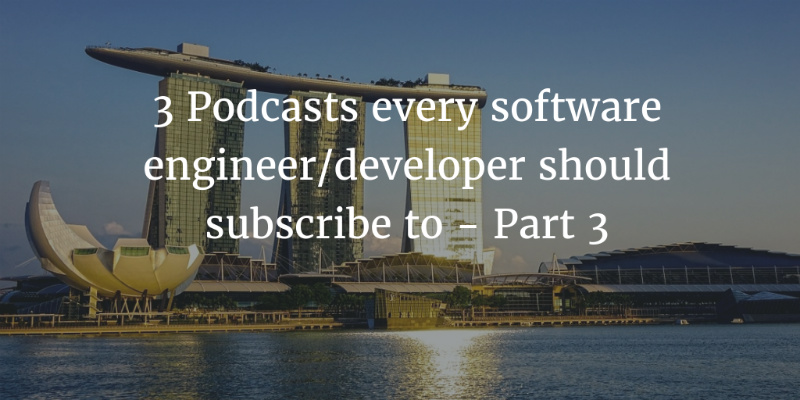 3 Podcasts every software
engineer/developer should
subscribe to - Part 3